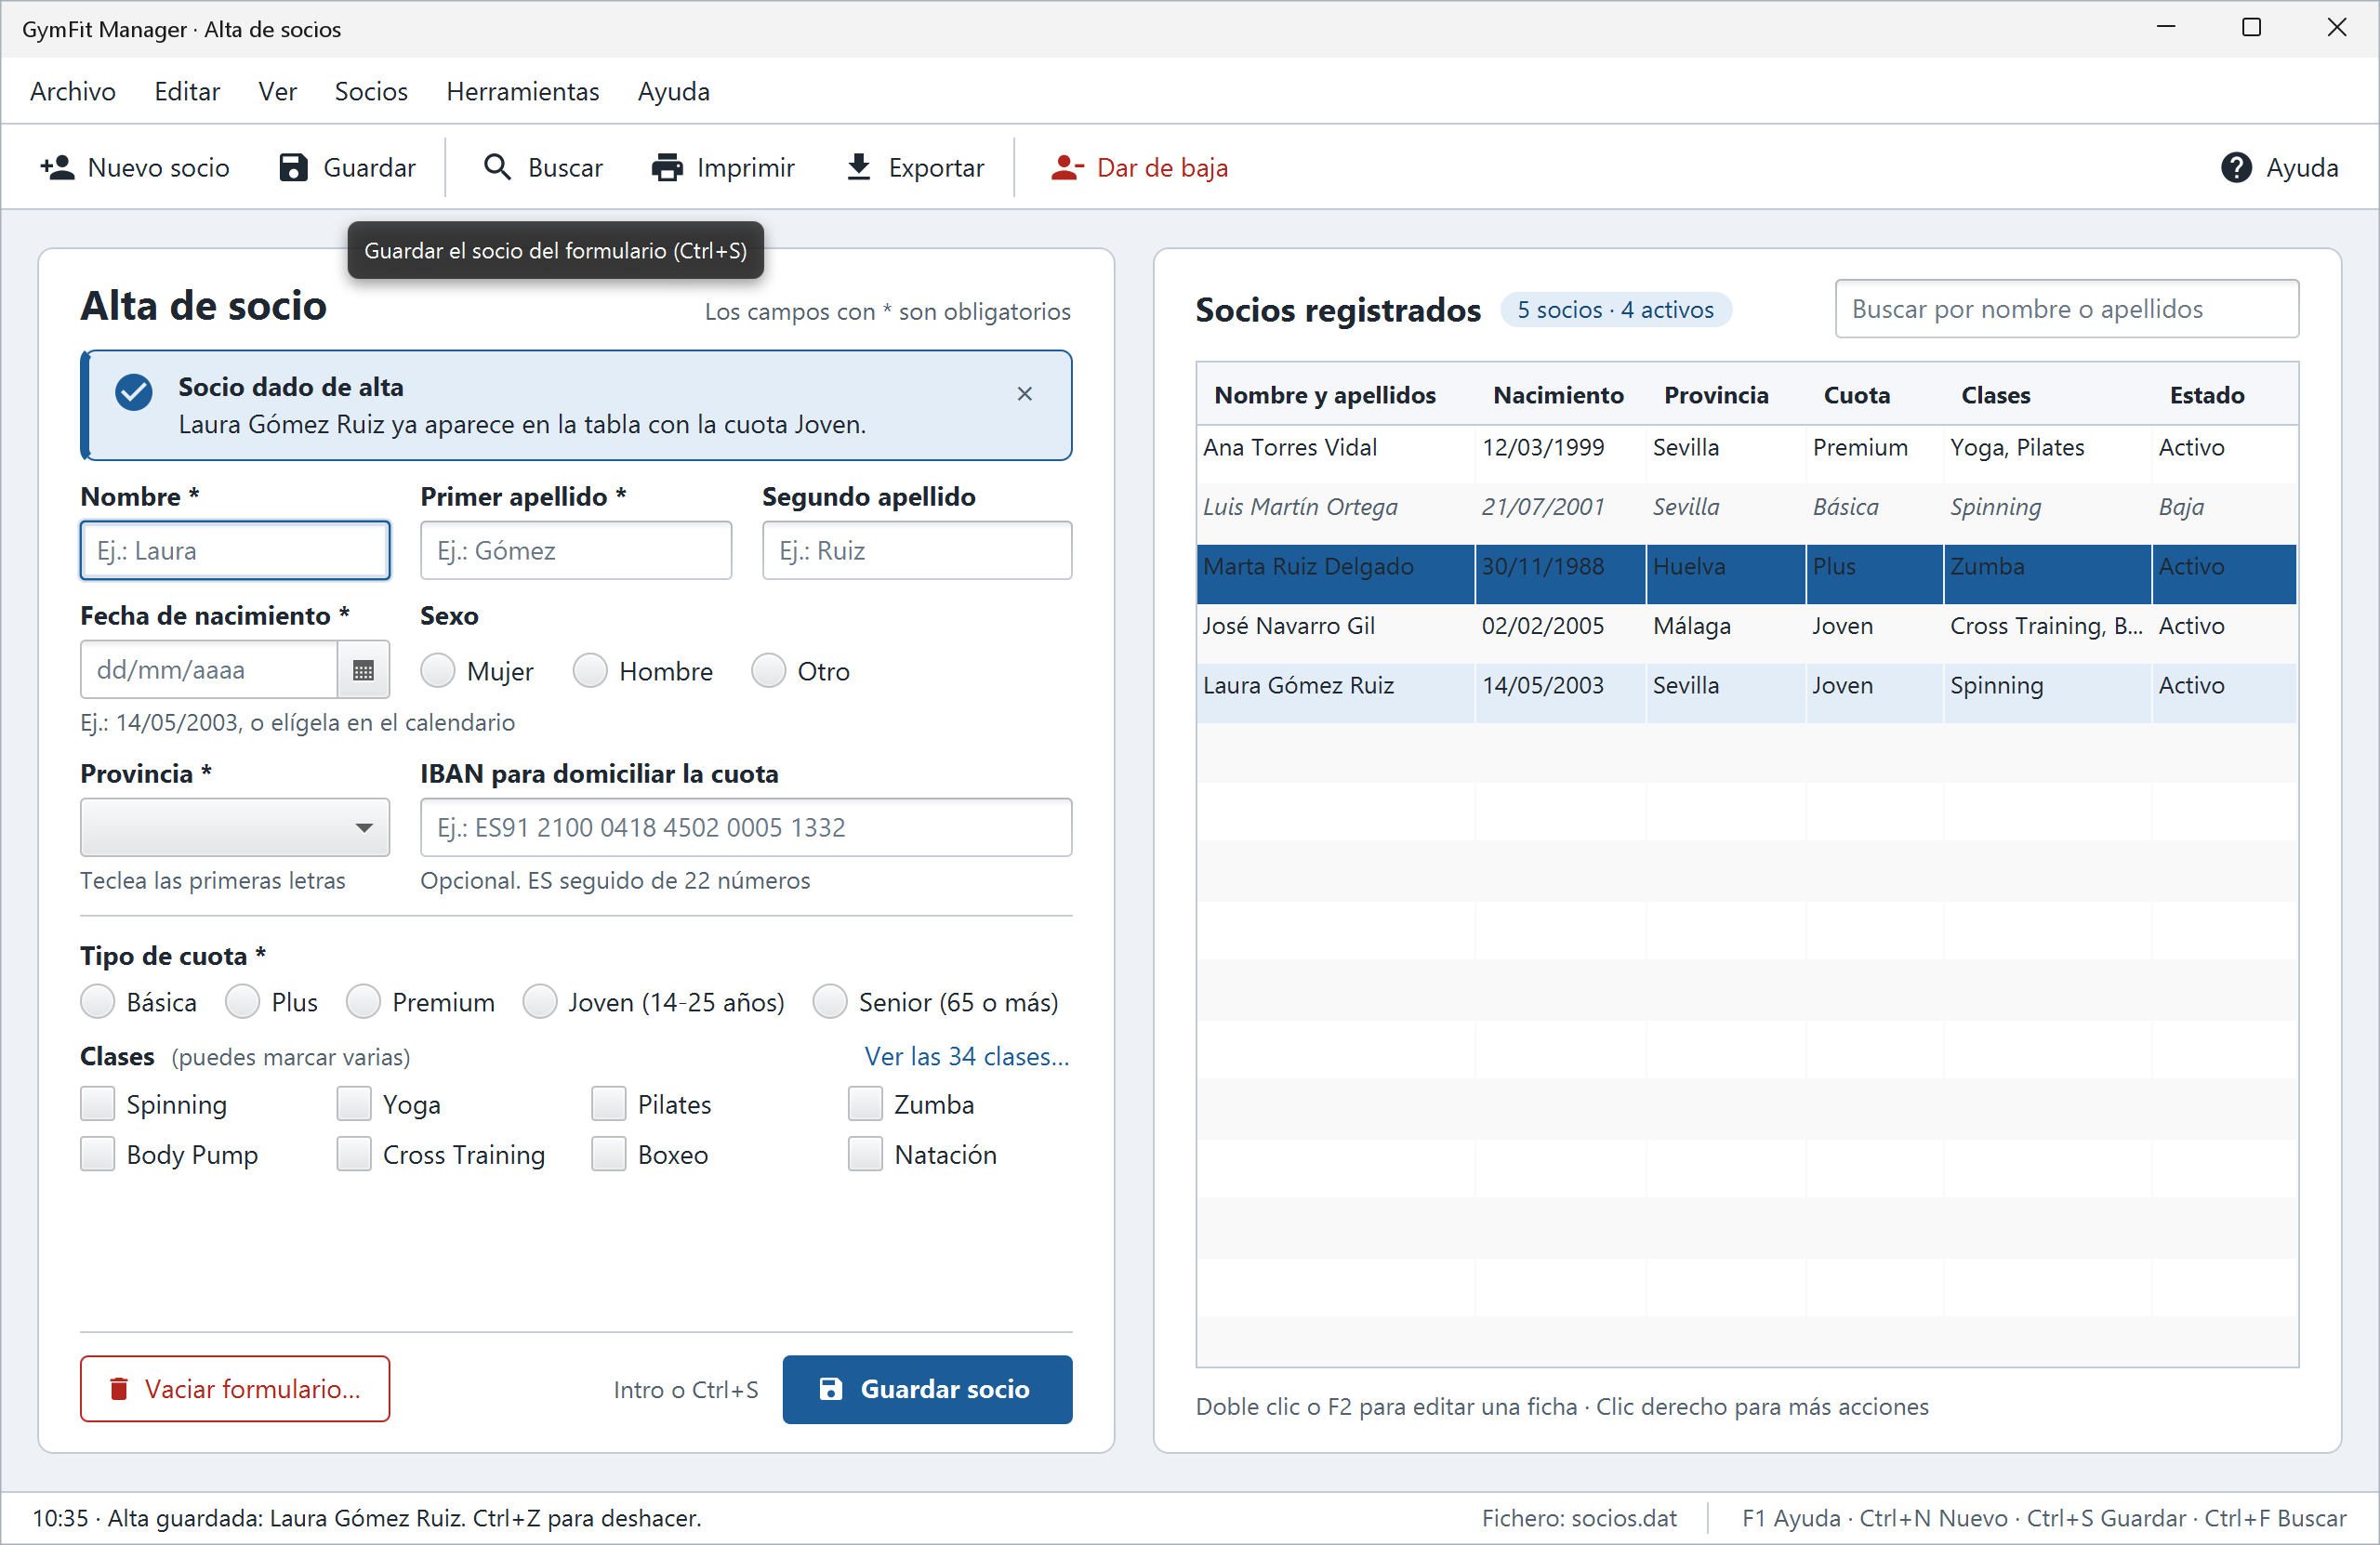 GymFit Manager · Alta de socios
Archivo Editar Ver Socios Herramientas Ayuda
Nuevo socio Guardar Buscar Imprimir Exportar Dar de baja Ayuda
Guardar el socio del formulario (Ctrl+S)
Alta de socio
Los campos con * son obligatorios
Socio dado de alta
Laura Gómez Ruiz ya aparece en la tabla con la cuota Joven.
Nombre * Primer apellido * Segundo apellido
Ej.: Laura Ej.: Gómez Ej.: Ruiz
Fecha de nacimiento * Sexo
dd/mm/aaaa Mujer Hombre Otro
Ej.: 14/05/2003, o elígela en el calendario
Provincia * IBAN para domiciliar la cuota
Ej.: ES91 2100 0418 4502 0005 1332
Teclea las primeras letras Opcional. ES seguido de 22 números
Tipo de cuota *
Básica Plus Premium Joven (14-25 años) Senior (65 o más)
Clases (puedes marcar varias) Ver las 34 clases...
Spinning Yoga Pilates Zumba
Body Pump Cross Training Boxeo Natación
Vaciar formulario... Intro o Ctrl+S Guardar socio
Socios registrados 5 socios · 4 activos Buscar por nombre o apellidos
Nombre y apellidos Nacimiento Provincia Cuota Clases Estado
Ana Torres Vidal 12/03/1999 Sevilla Premium Yoga, Pilates Activo
Luis Martín Ortega 21/07/2001 Sevilla Básica Spinning Baja
Marta Ruiz Delgado 30/11/1988 Huelva Plus Zumba Activo
José Navarro Gil 02/02/2005 Málaga Joven Cross Training, B... Activo
Laura Gómez Ruiz 14/05/2003 Sevilla Joven Spinning Activo
Doble clic o F2 para editar una ficha · Clic derecho para más acciones
10:35 · Alta guardada: Laura Gómez Ruiz. Ctrl+Z para deshacer.
Fichero: socios.dat F1 Ayuda · Ctrl+N Nuevo · Ctrl+S Guardar · Ctrl+F Buscar